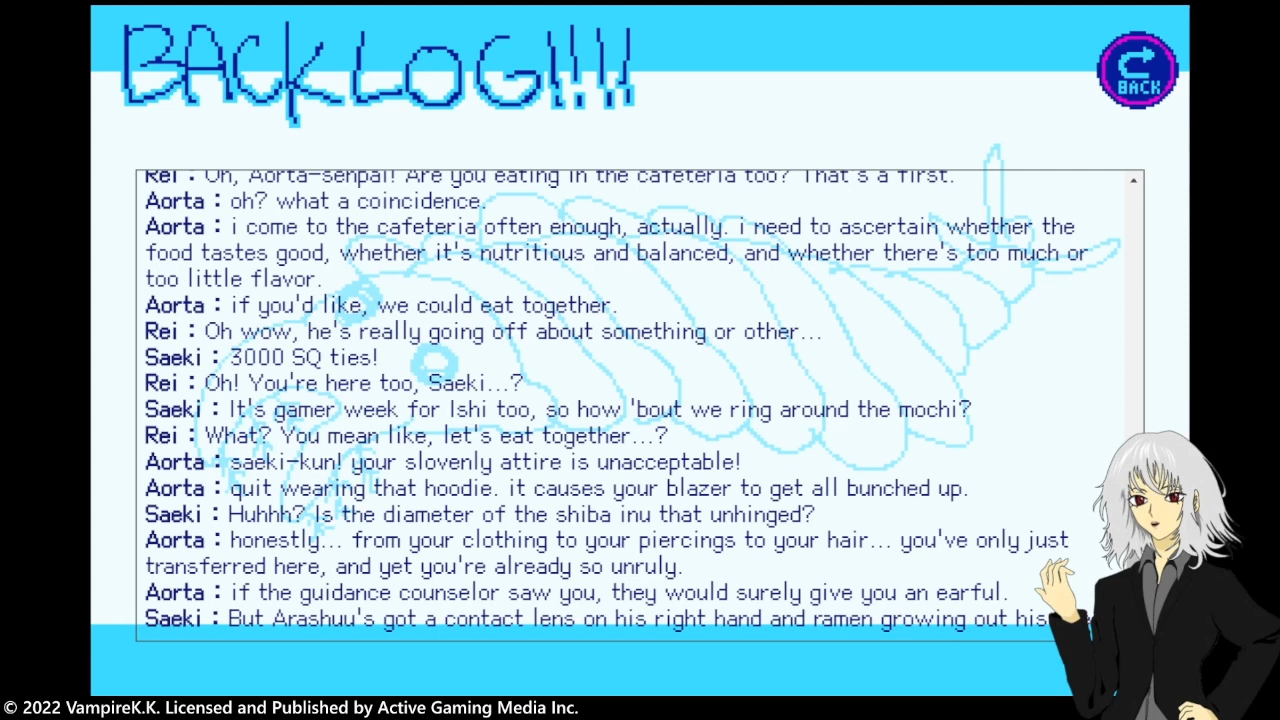 BACKLOG!!!!
BACK
Rei : Oh, Aorta-senpai! Are you eating in the cafeteria too? That's a first.
Aorta : oh? what a coincidence.
Aorta : i come to the cafeteria often enough, actually. i need to ascertain whether the
food tastes good, whether it's nutritious and balanced, and whether there's too much or
too little flavor.
Aorta : if you'd like, we could eat together.
Rei : Oh wow, he's really going off about something or other...
Saeki : 3000 SQ ties!
Rei : Oh! You're here too, Saeki...?
Saeki : It's gamer week for Ishi too, so how 'bout we ring around the mochi?
Rei : What? You mean like, let's eat together...?
Aorta : saeki-kun! your slovenly attire is unacceptable!
Aorta : quit wearing that hoodie. it causes your blazer to get all bunched up.
Saeki : Huhhh? Is the diameter of the shiba inu that unhinged?
Aorta : honestly... from your clothing to your piercings to your hair... you've only just
transferred here, and yet you're already so unruly.
Aorta : if the guidance counselor saw you, they would surely give you an earful.
Saeki : But Arashuu's got a contact lens on his right hand and ramen growing out his
© 2022 VampireK.K. Licensed and Published by Active Gaming Media Inc.